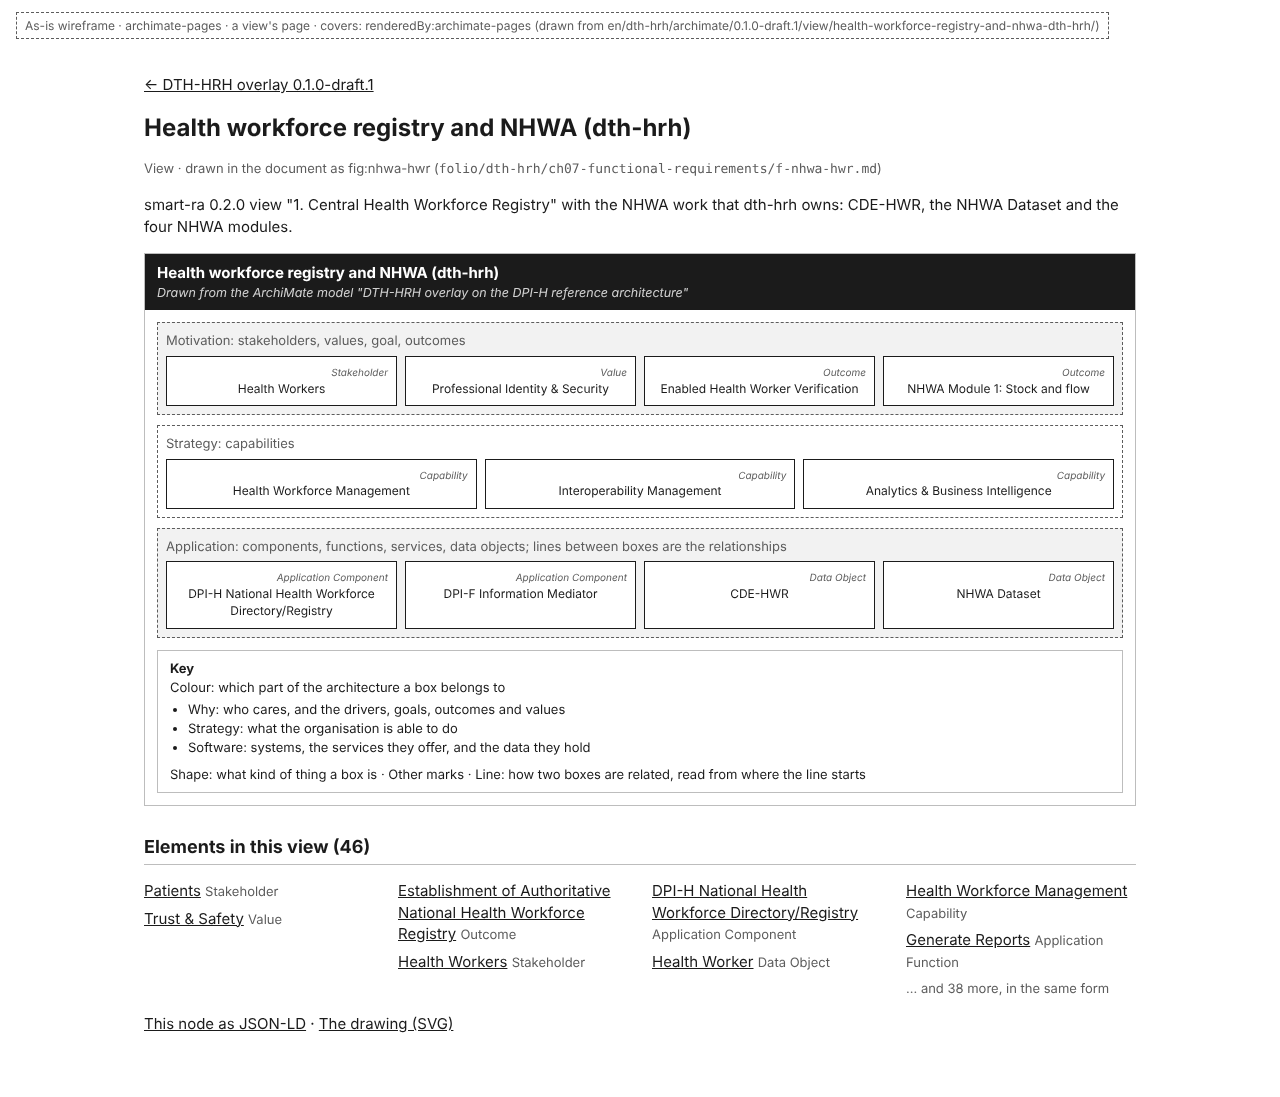 As-is wireframe · archimate-pages · a view's page · covers: renderedBy:archimate-pages (drawn from en/dth-hrh/archimate/0.1.0-draft.1/view/health-workforce-registry-and-nhwa-dth-hrh/)
← DTH-HRH overlay 0.1.0-draft.1
Health workforce registry and NHWA (dth-hrh)
View · drawn in the document as fig:nhwa-hwr (folio/dth-hrh/ch07-functional-requirements/f-nhwa-hwr.md)
smart-ra 0.2.0 view "1. Central Health Workforce Registry" with the NHWA work that dth-hrh owns: CDE-HWR, the NHWA Dataset and the
four NHWA modules.
Health workforce registry and NHWA (dth-hrh)
Drawn from the ArchiMate model "DTH-HRH overlay on the DPI-H reference architecture"
Motivation: stakeholders, values, goal, outcomes
Stakeholder
Health Workers
Value
Professional Identity & Security
Outcome
Enabled Health Worker Verification
Outcome
NHWA Module 1: Stock and flow
Strategy: capabilities
Capability
Health Workforce Management
Capability
Interoperability Management
Capability
Analytics & Business Intelligence
Application: components, functions, services, data objects; lines between boxes are the relationships
Application Component
DPI-H National Health Workforce
Directory/Registry
Application Component
DPI-F Information Mediator
Data Object
CDE-HWR
Data Object
NHWA Dataset
Key
Colour: which part of the architecture a box belongs to
• Why: who cares, and the drivers, goals, outcomes and values
• Strategy: what the organisation is able to do
• Software: systems, the services they offer, and the data they hold
Shape: what kind of thing a box is · Other marks · Line: how two boxes are related, read from where the line starts
Elements in this view (46)
Patients Stakeholder
Trust & Safety Value
Establishment of Authoritative
National Health Workforce
Registry Outcome
Health Workers Stakeholder
DPI-H National Health
Workforce Directory/Registry
Application Component
Health Worker Data Object
Health Workforce Management
Capability
Generate Reports Application
Function
… and 38 more, in the same form
This node as JSON-LD · The drawing (SVG)